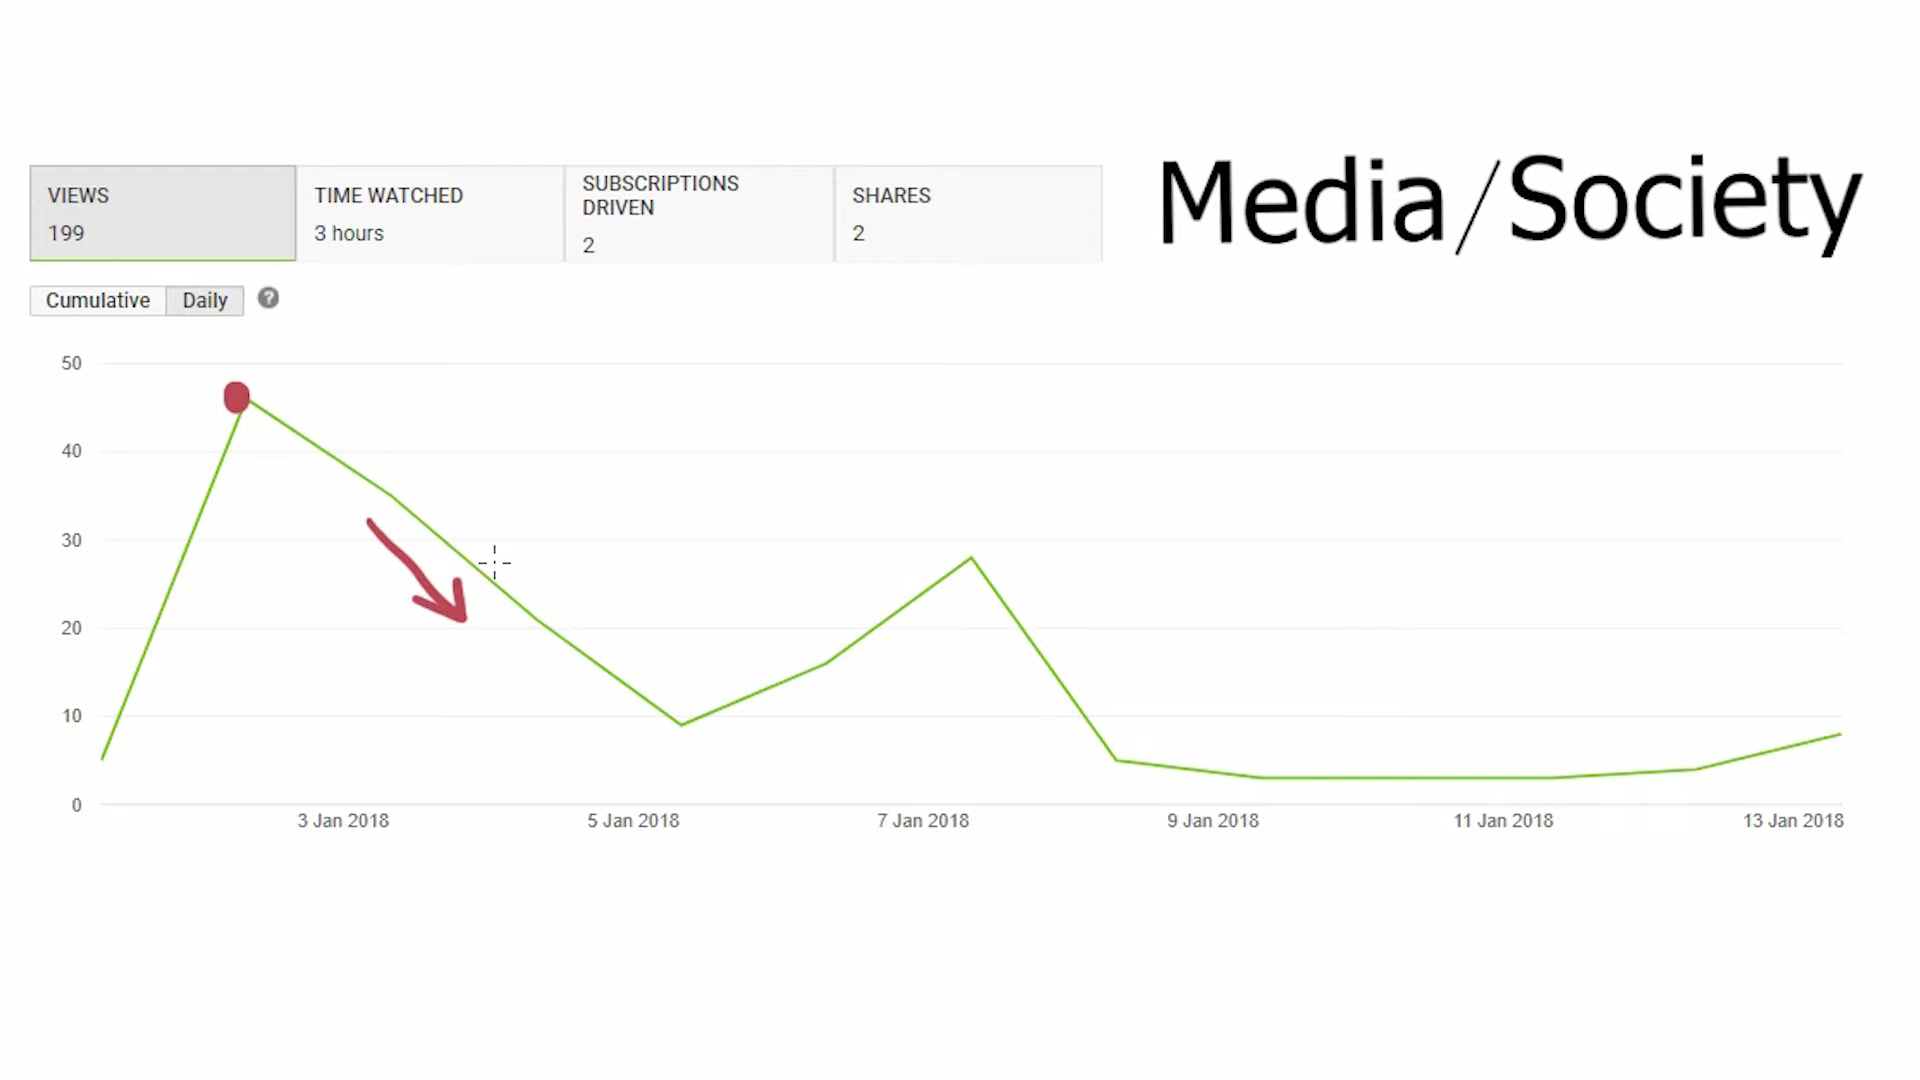 Media/Society
VIEWS
199
TIME WATCHED
3 hours
SUBSCRIPTIONS
DRIVEN
2
SHARES
2
Cumulative
Daily
?
50
40
30
20
10
0
3 Jan 2018
5 Jan 2018
7 Jan 2018
9 Jan 2018
11 Jan 2018
13 Jan 2018